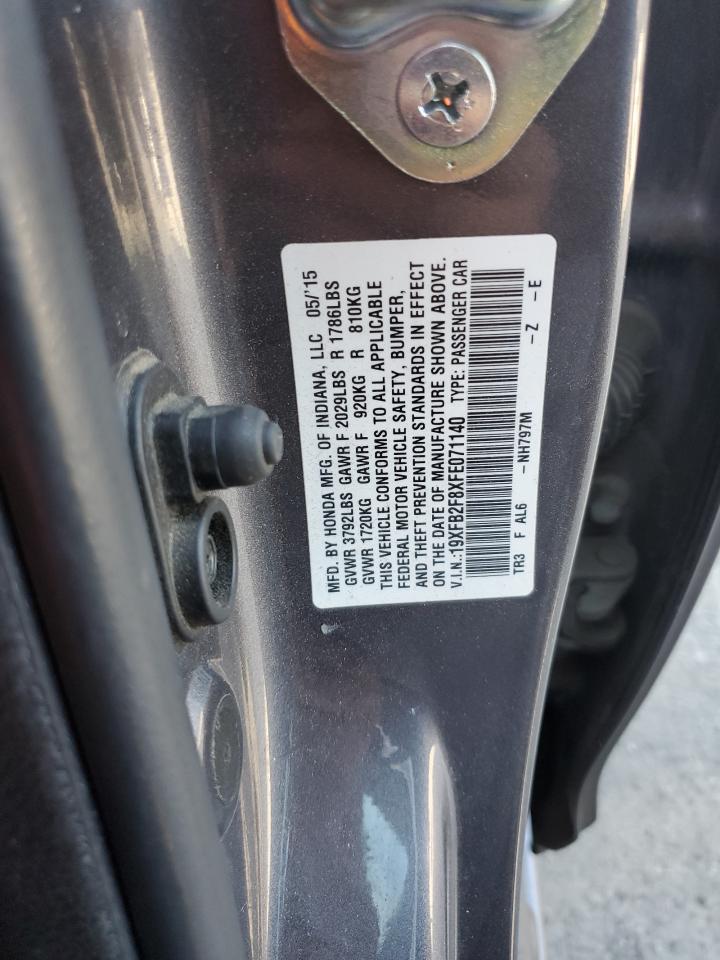 MFD. BY HONDA MFG. OF INDIANA, LLC 05/'15
GVWR 3792LBS GAWR F 2029LBS R 1786LBS
GVWR 1720KG GAWR F 920KG R 810KG
THIS VEHICLE CONFORMS TO ALL APPLICABLE
FEDERAL MOTOR VEHICLE SAFETY, BUMPER,
AND THEFT PREVENTION STANDARDS IN EFFECT
ON THE DATE OF MANUFACTURE SHOWN ABOVE.
V.I.N.:19XFB2F8XFE071140 TYPE: PASSENGER CAR
TR3 F AL6 -NH797M -Z -E